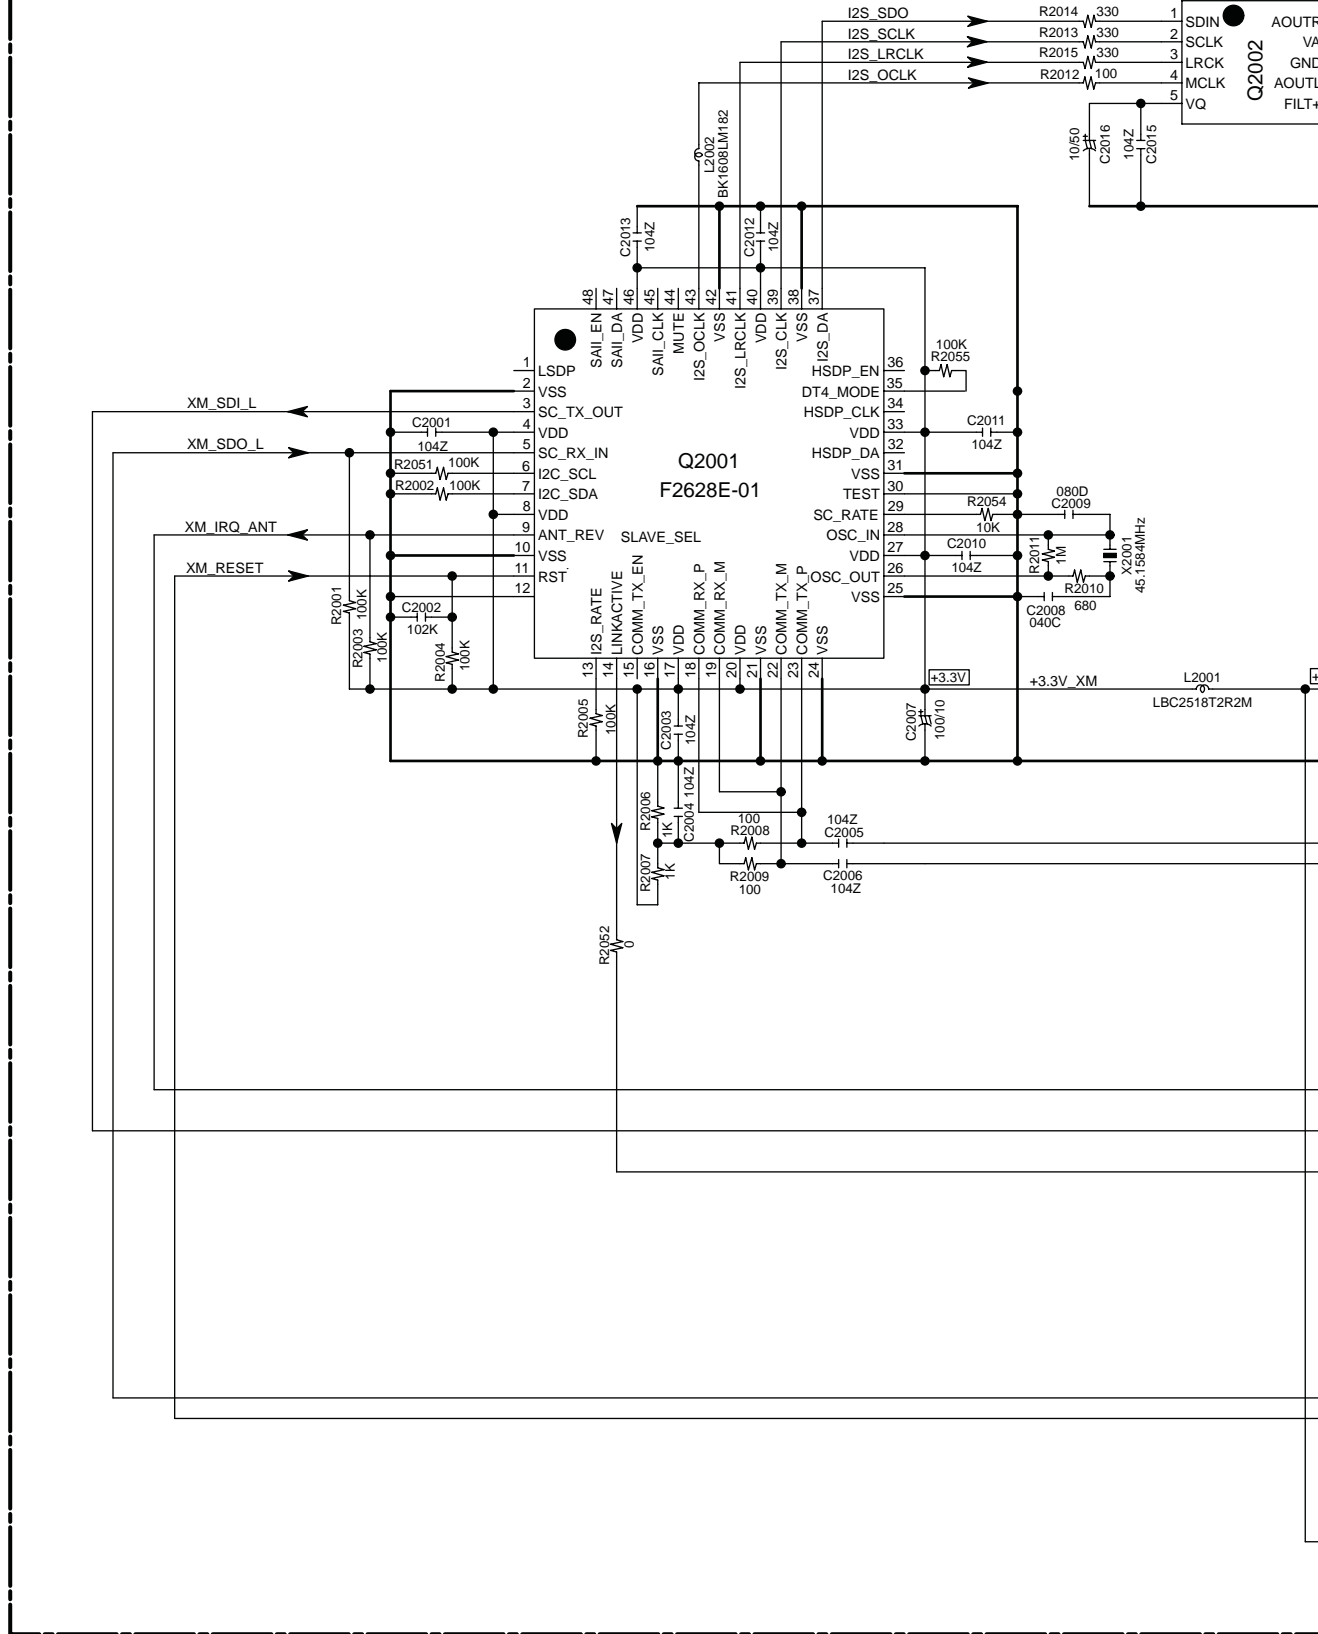 I2S_SDO
R2014 330
I2S_SCLK
R2013 330
I2S_LRCLK
R2015 330
I2S_OCLK
R2012 100
1 SDIN
2 SCLK
3 LRCK
4 MCLK
5 VQ
Q2002
AOUTR
VA
GND
AOUTL
FILT+
10/50
C2016
104Z
C2015
L2002
BK1608LM182
C2013
104Z
C2012
104Z
48 SAII_EN
47 SAII_DA
46 VDD
45 SAII_CLK
44 MUTE
43 I2S_OCLK
42 VSS
41 I2S_LRCLK
40 VDD
39 I2S_CLK
38 VSS
37 I2S_DA
1 LSDP
2 VSS
3 SC_TX_OUT
4 VDD
5 SC_RX_IN
6 I2C_SCL
7 I2C_SDA
8 VDD
9 ANT_REV
10 VSS
11 RST
12
SLAVE_SEL
Q2001
F2628E-01
HSDP_EN 36
DT4_MODE 35
HSDP_CLK 34
VDD 33
HSDP_DA 32
VSS 31
TEST 30
SC_RATE 29
OSC_IN 28
VDD 27
OSC_OUT 26
VSS 25
I2S_RATE 13
LINKACTIVE 14
COMM_TX_EN 15
VSS 16
VDD 17
COMM_RX_P 18
COMM_RX_M 19
VDD 20
VSS 21
COMM_TX_M 22
COMM_TX_P 23
VSS 24
100K
R2055
C2011
104Z
R2054
10K
080D
C2009
C2010
104Z
R2011
1M
X2001
45.1584MHz
R2010
680
C2008
040C
XM_SDI_L
XM_SDO_L
XM_IRQ_ANT
XM_RESET
C2001
104Z
R2051 100K
R2002 100K
C2002
102K
R2001
100K
R2003
100K
R2004
100K
R2005
100K
C2003
104Z
C2004 104Z
R2006
1K
R2007
1K
100
R2008
R2009
100
104Z
C2005
C2006
104Z
C2007
100/10
+3.3V
+3.3V_XM
L2001
LBC2518T2R2M
+
R2052
0